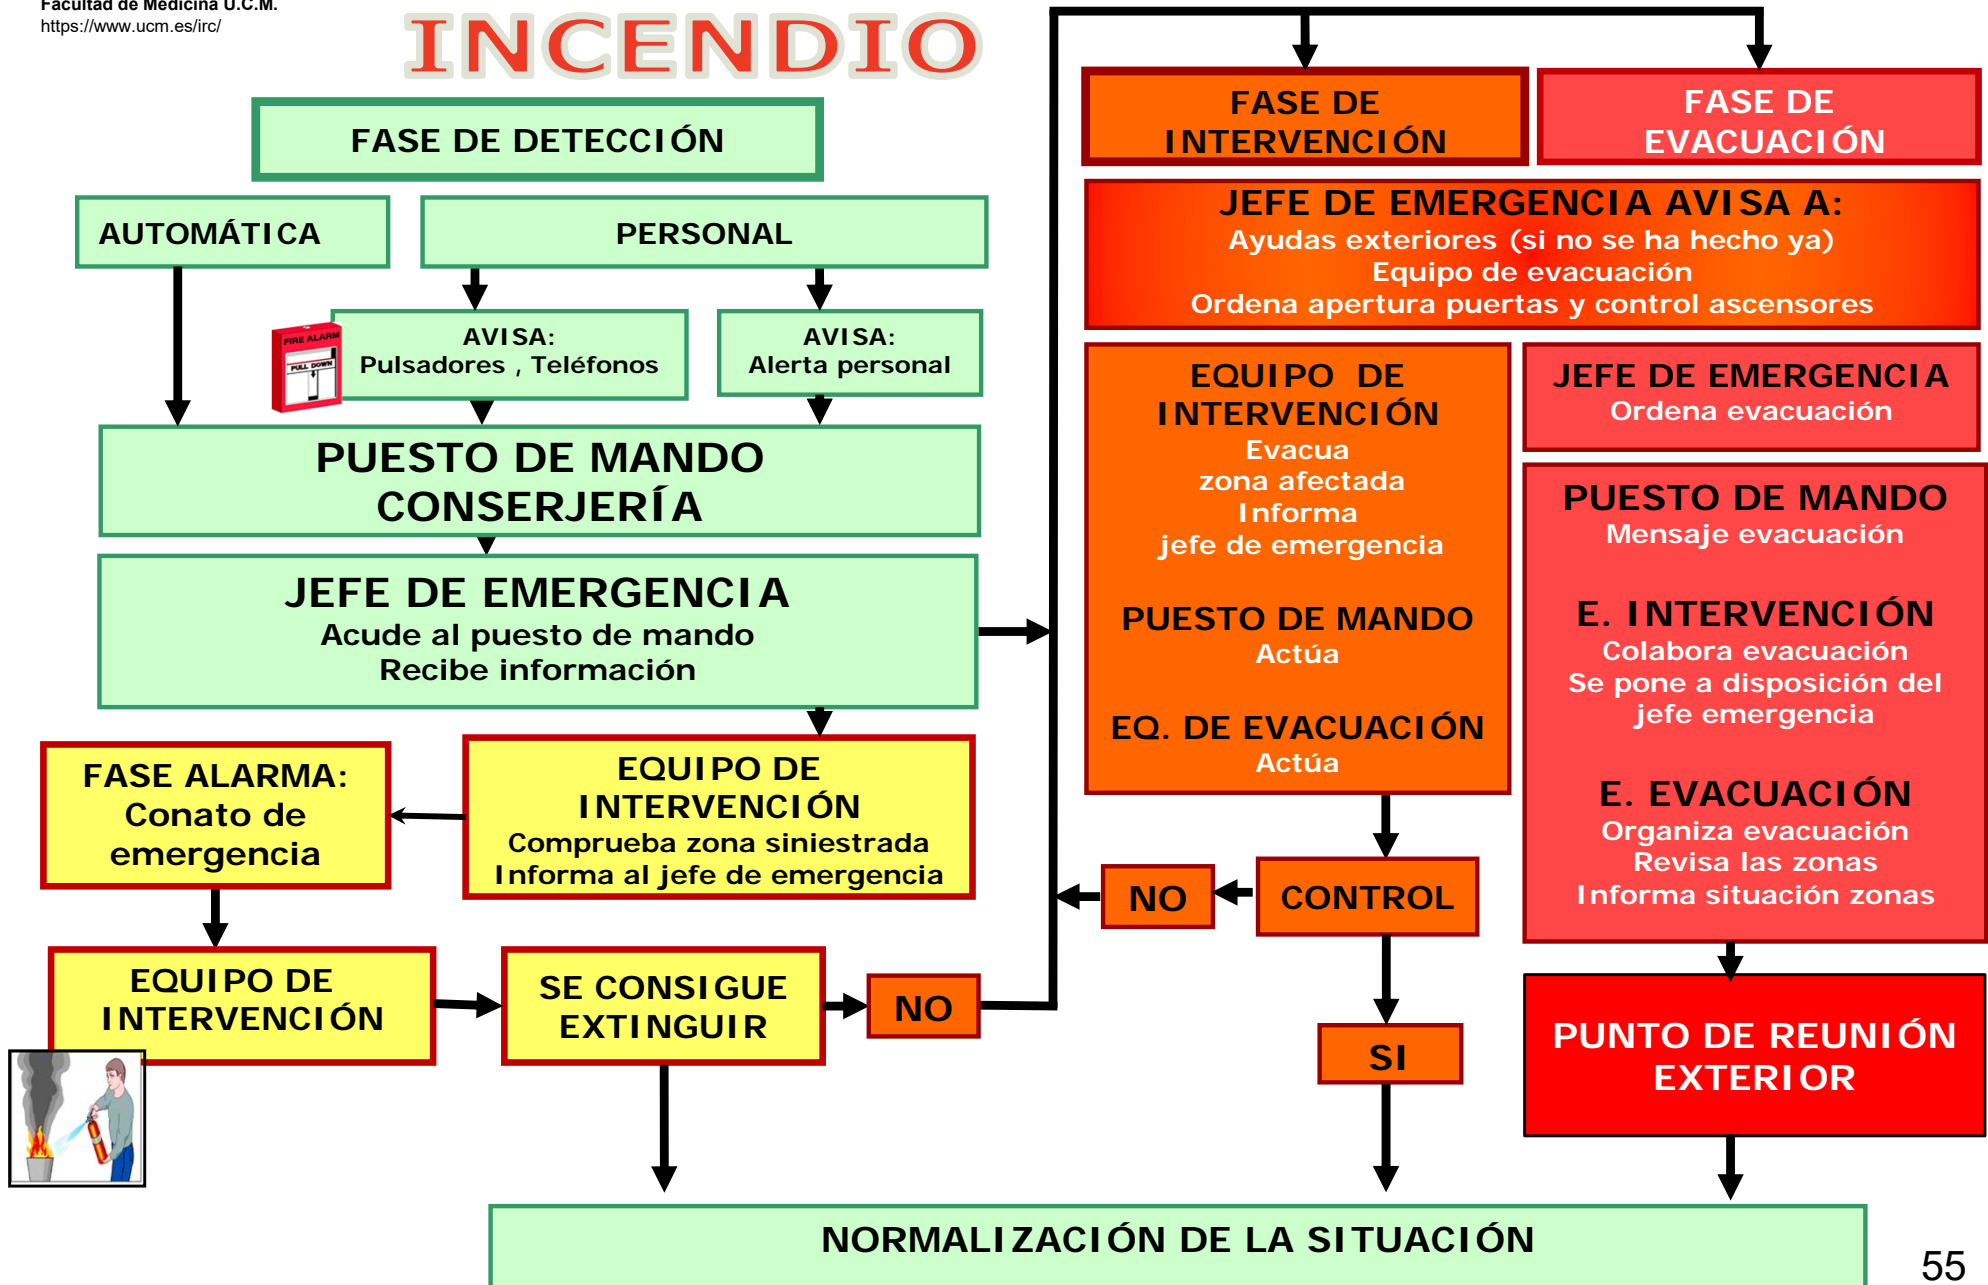 Facultad de Medicina U.C.M.
https://www.ucm.es/irc/
INCENDIO
FASE DE DETECCIÓN
AUTOMÁTICA
PERSONAL
FIRE ALARM
PULL DOWN
AVISA:
Pulsadores , Teléfonos
AVISA:
Alerta personal
PUESTO DE MANDO
CONSERJERÍA
JEFE DE EMERGENCIA
Acude al puesto de mando
Recibe información
FASE ALARMA:
Conato de
emergencia
EQUIPO DE
INTERVENCIÓN
Comprueba zona siniestrada
Informa al jefe de emergencia
EQUIPO DE
INTERVENCIÓN
SE CONSIGUE
EXTINGUIR
NO
FASE DE
INTERVENCIÓN
FASE DE
EVACUACIÓN
JEFE DE EMERGENCIA AVISA A:
Ayudas exteriores (si no se ha hecho ya)
Equipo de evacuación
Ordena apertura puertas y control ascensores
EQUIPO DE
INTERVENCIÓN
Evacua
zona afectada
Informa
jefe de emergencia
PUESTO DE MANDO
Actúa
EQ. DE EVACUACIÓN
Actúa
NO
CONTROL
SI
JEFE DE EMERGENCIA
Ordena evacuación
PUESTO DE MANDO
Mensaje evacuación
E. INTERVENCIÓN
Colabora evacuación
Se pone a disposición del
jefe emergencia
E. EVACUACIÓN
Organiza evacuación
Revisa las zonas
Informa situación zonas
PUNTO DE REUNIÓN
EXTERIOR
NORMALIZACIÓN DE LA SITUACIÓN
55